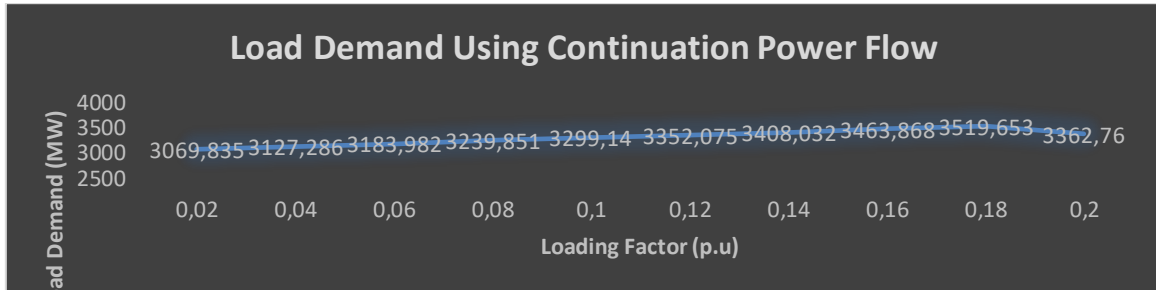 Load Demand Using Continuation Power Flow
ad Demand (MW)
4000
3500
3000
2500
3069,835 3127,286 3183,982 3239,851 3299,14 3352,075 3408,032 3463,868 3519,653 3362,76
0,02 0,04 0,06 0,08 0,1 0,12 0,14 0,16 0,18 0,2
Loading Factor (p.u)